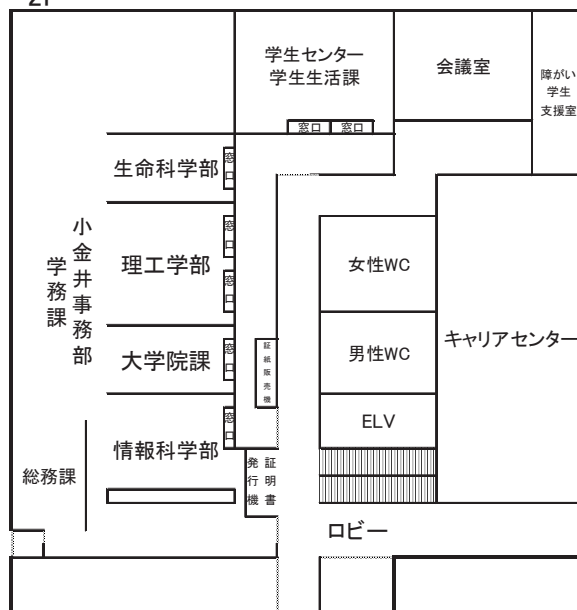 2F
学生センター
学生生活課
会議室
障がい
学生
支援室
窓口
窓口
生命科学部
窓口
小金井事務部
学務課
理工学部
窓口
窓口
女性WC
大学院課
窓口
証紙販売機
男性WC
キャリアセンター
ELV
情報科学部
窓口
総務課
証明書
発行機
ロビー